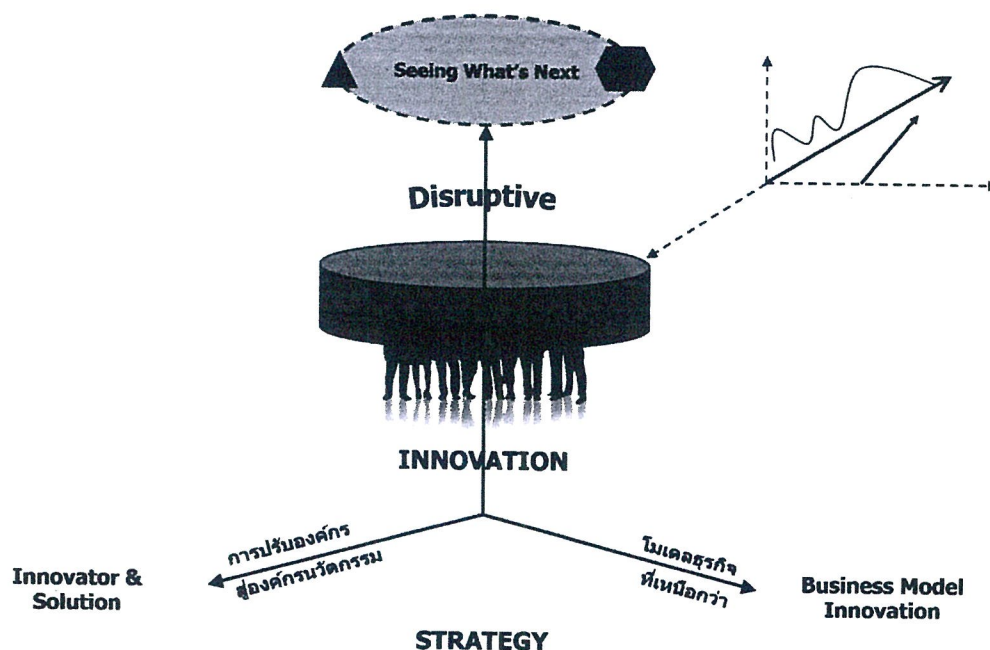 Seeing What's Next
Disruptive
INNOVATION
การปรับองค์กร
สู่องค์กรนวัตกรรม
โมเดลธุรกิจ
ที่เหนือกว่า
Innovator &
Solution
Business Model
Innovation
STRATEGY